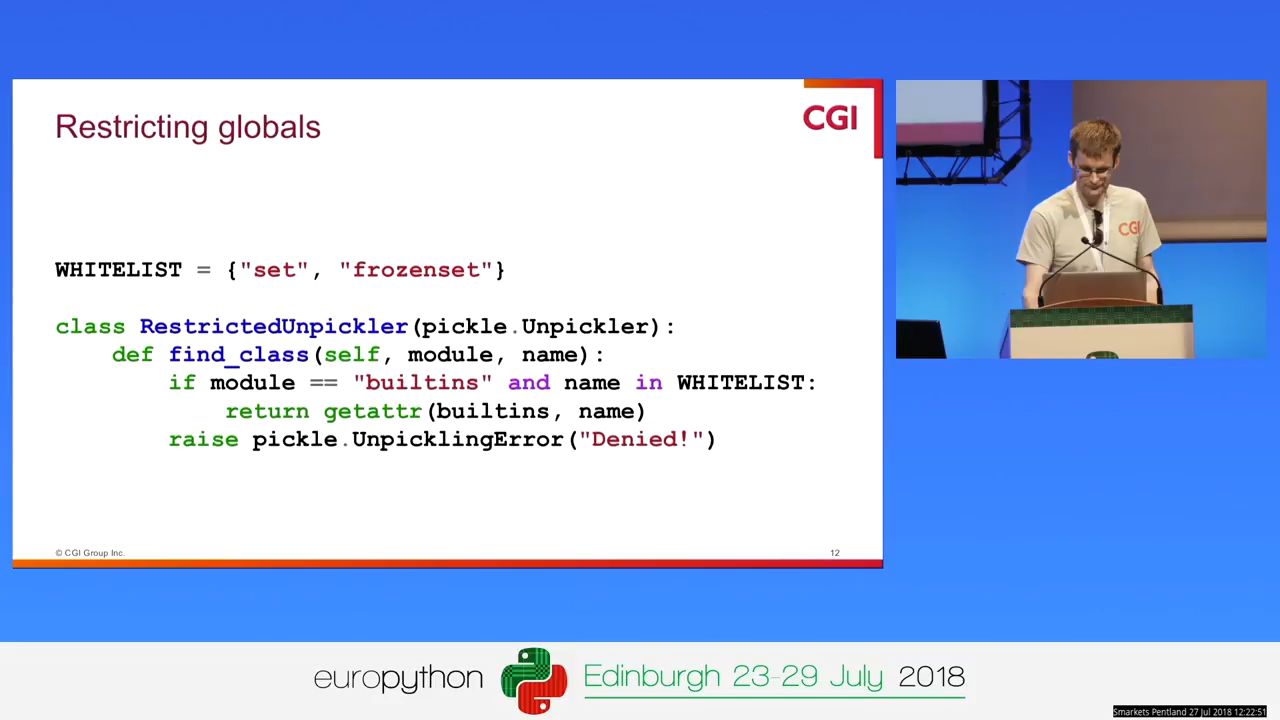 Restricting globals
CGI
WHITELIST = {"set", "frozenset"}
class RestrictedUnpickler(pickle.Unpickler):
    def find_class(self, module, name):
        if module == "builtins" and name in WHITELIST:
            return getattr(builtins, name)
        raise pickle.UnpicklingError("Denied!")
© CGI Group Inc.
12
CGI
europython
Edinburgh 23-29 July 2018
Smarkets Pentland 27 Jul 2018 12:22:51